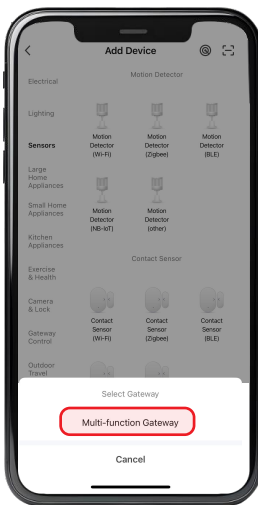 Add Device
Electrical
Lighting
Sensors
Large
Home
Appliances
Small Home
Appliances
Kitchen
Appliances
Exercise
& Health
Camera
& Lock
Gateway
Control
Outdoor
Travel
Motion Detector
Motion
Detector
(Wi-Fi)
Motion
Detector
(Zigbee)
Motion
Detector
(BLE)
Motion
Detector
(NB-IoT)
Motion
Detector
(other)
Contact Sensor
Contact
Sensor
(Wi-Fi)
Contact
Sensor
(Zigbee)
Contact
Sensor
(BLE)
Select Gateway
Multi-function Gateway
Cancel